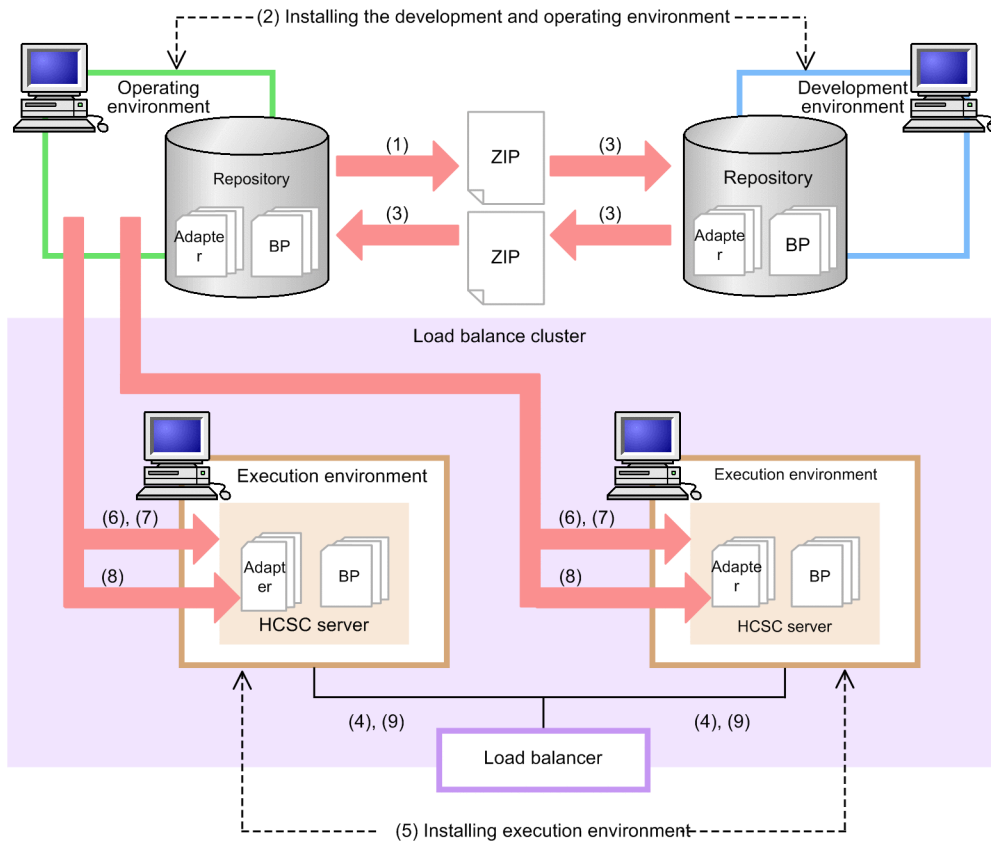 (2) Installing the development and operating environment
Operating
environment
Development
environment
(1)
ZIP
(3)
Repository
Repository
(3)
ZIP
(3)
Adapte
r
BP
Adapte
r
BP
Load balance cluster
Execution environment
Execution environment
(6), (7)
(6), (7)
(8)
Adapt
er
BP
(8)
Adapte
r
BP
HCSC server
HCSC server
(4), (9)
(4), (9)
Load balancer
(5) Installing execution environment